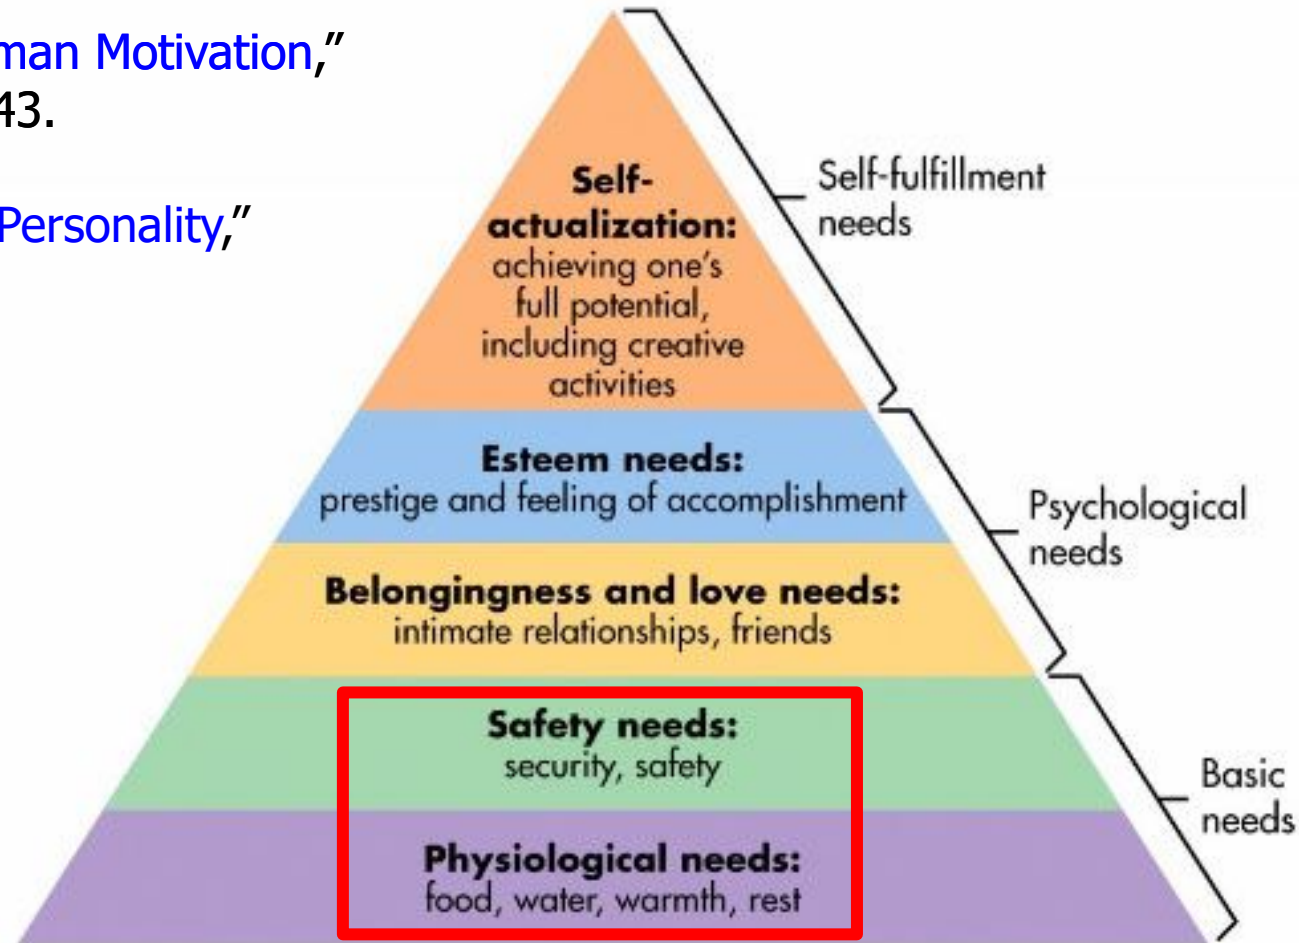 man Motivation,”
43.
Personality,”
Self-
actualization:
achieving one's
full potential,
including creative
activities
Esteem needs:
prestige and feeling of accomplishment
Belongingness and love needs:
intimate relationships, friends
Safety needs:
security, safety
Physiological needs:
food, water, warmth, rest
Self-fulfillment
needs
Psychological
needs
Basic
needs